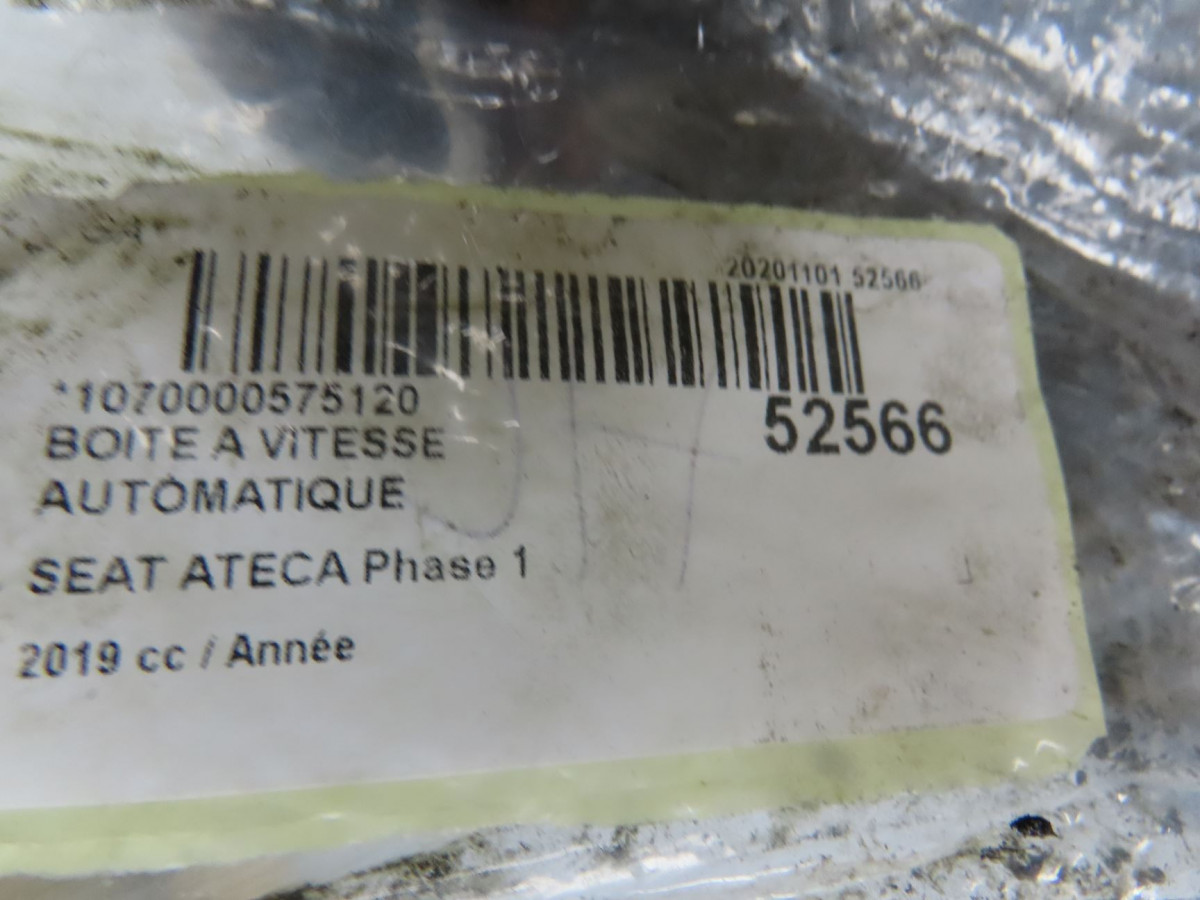 20201101 52566
*1070000575120
52566
BOITE A VITESSE
AUTOMATIQUE
SEAT ATECA Phase 1
2019 cc / Année